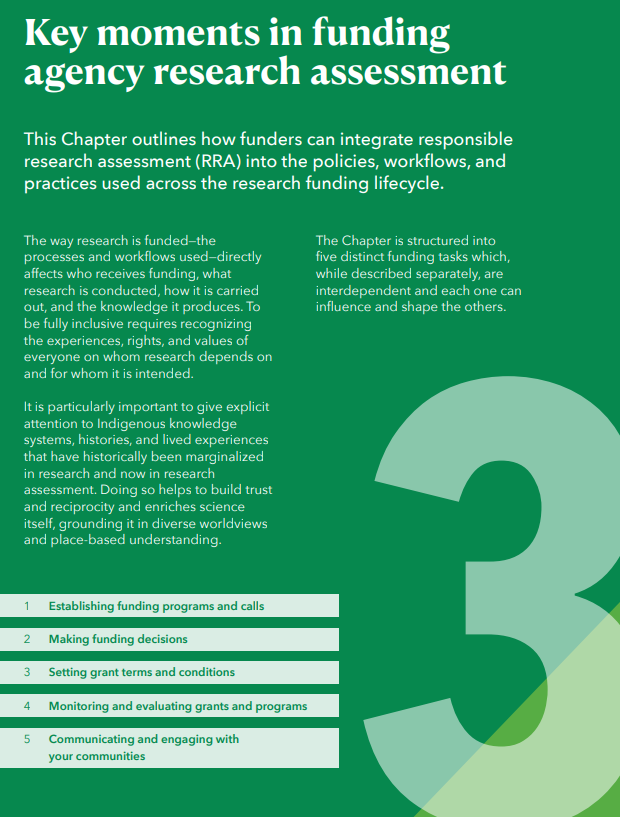 Key moments in funding
agency research assessment
This Chapter outlines how funders can integrate responsible
research assessment (RRA) into the policies, workflows, and
practices used across the research funding lifecycle.
The way research is funded—the
processes and workflows used—directly
affects who receives funding, what
research is conducted, how it is carried
out, and the knowledge it produces. To
be fully inclusive requires recognizing
the experiences, rights, and values of
everyone on whom research depends on
and for whom it is intended.
It is particularly important to give explicit
attention to Indigenous knowledge
systems, histories, and lived experiences
that have historically been marginalized
in research and now in research
assessment. Doing so helps to build trust
and reciprocity and enriches science
itself, grounding it in diverse worldviews
and place-based understanding.
The Chapter is structured into
five distinct funding tasks which,
while described separately, are
interdependent and each one can
influence and shape the others.
3
1 Establishing funding programs and calls
2 Making funding decisions
3 Setting grant terms and conditions
4 Monitoring and evaluating grants and programs
5 Communicating and engaging with
your communities